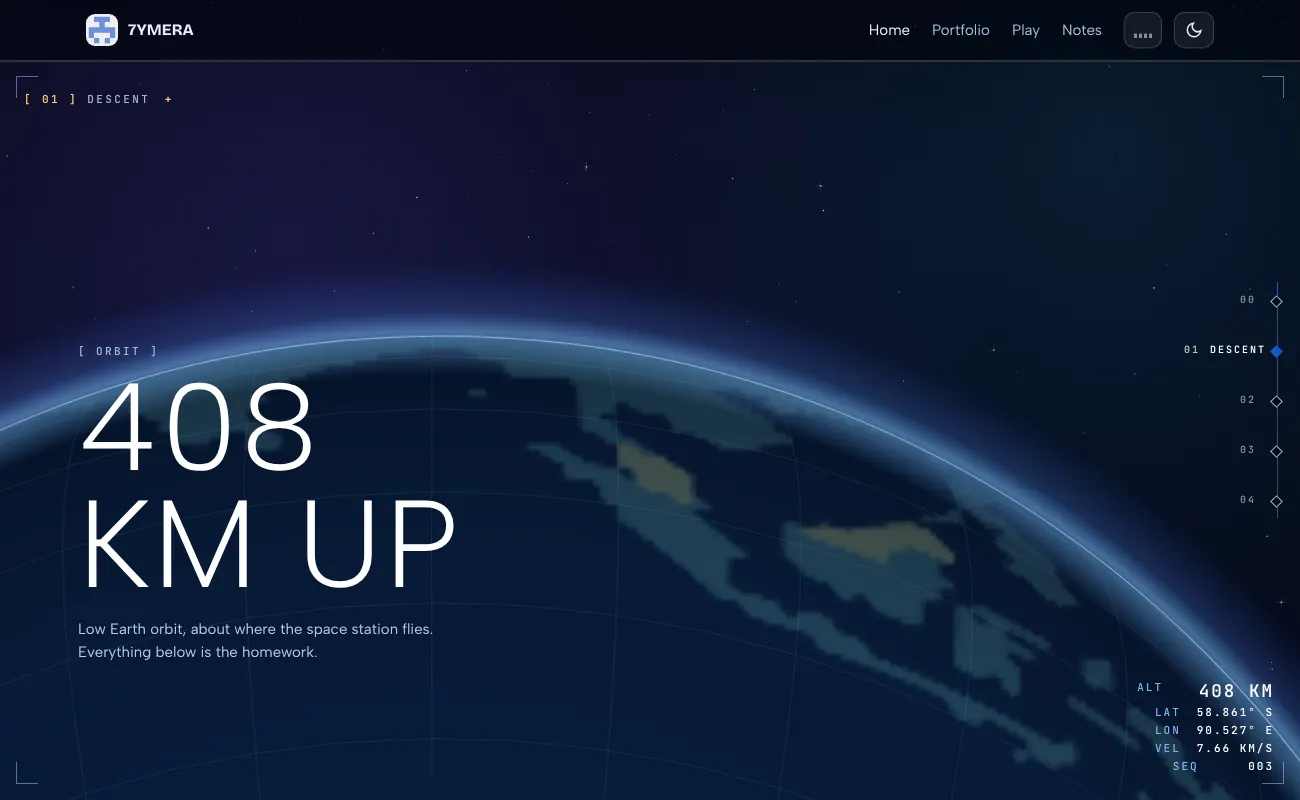 7YMERA
Home Portfolio Play Notes
[ 01 ] DESCENT +
[ ORBIT ]
408
KM UP
Low Earth orbit, about where the space station flies.
Everything below is the homework.
00
01 DESCENT
02
03
04
ALT 408 KM
LAT 58.861° S
LON 90.527° E
VEL 7.66 KM/S
SEQ 003